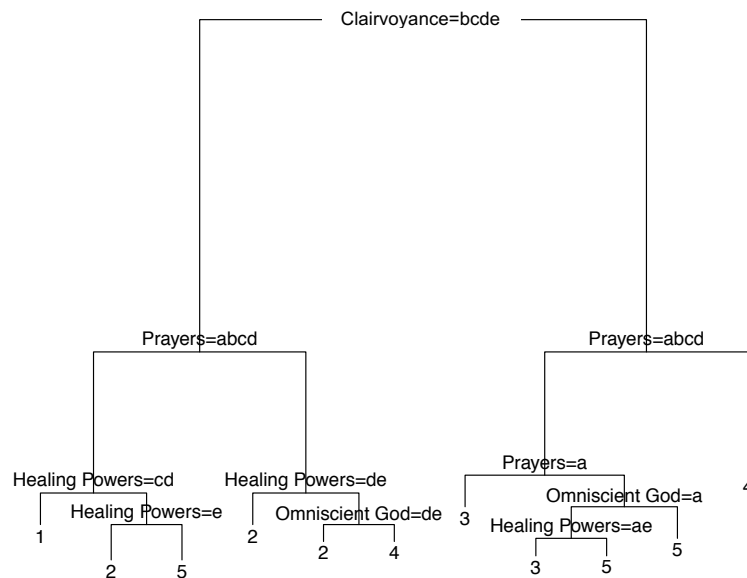 Clairvoyance=bcde
Prayers=abcd
Prayers=abcd
Prayers=a
Healing Powers=cd
Healing Powers=de
Omniscient God=a
Healing Powers=e
Omniscient God=de
Healing Powers=ae
3
4
1
2
2
4
5
2
5
3
5